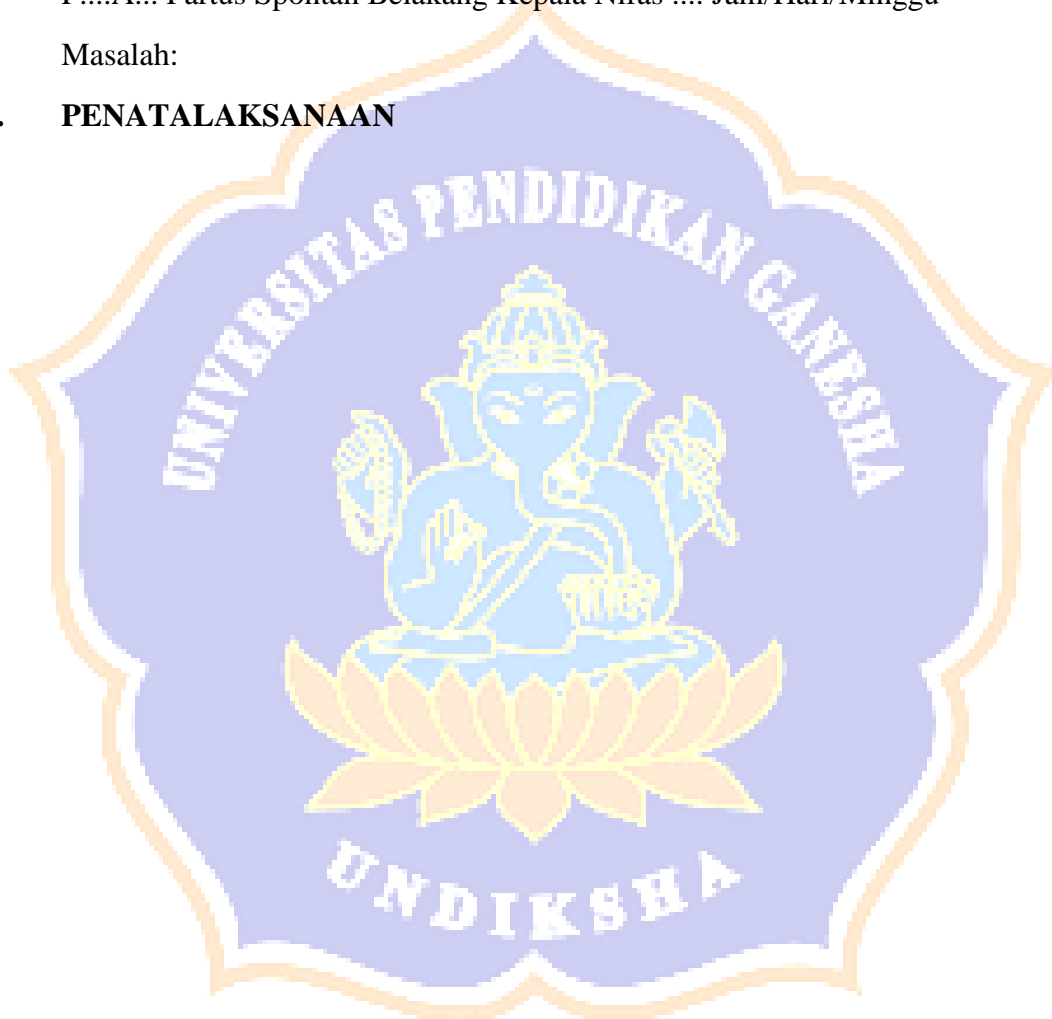 P....A... Partus Spontan Belakang Kepala Nifas .... Jam/Hari/Minggu
Masalah:
. PENATALAKSANAAN
UNIVERSITAS PENDIDIKAN GANESHA
UNDIKSHA